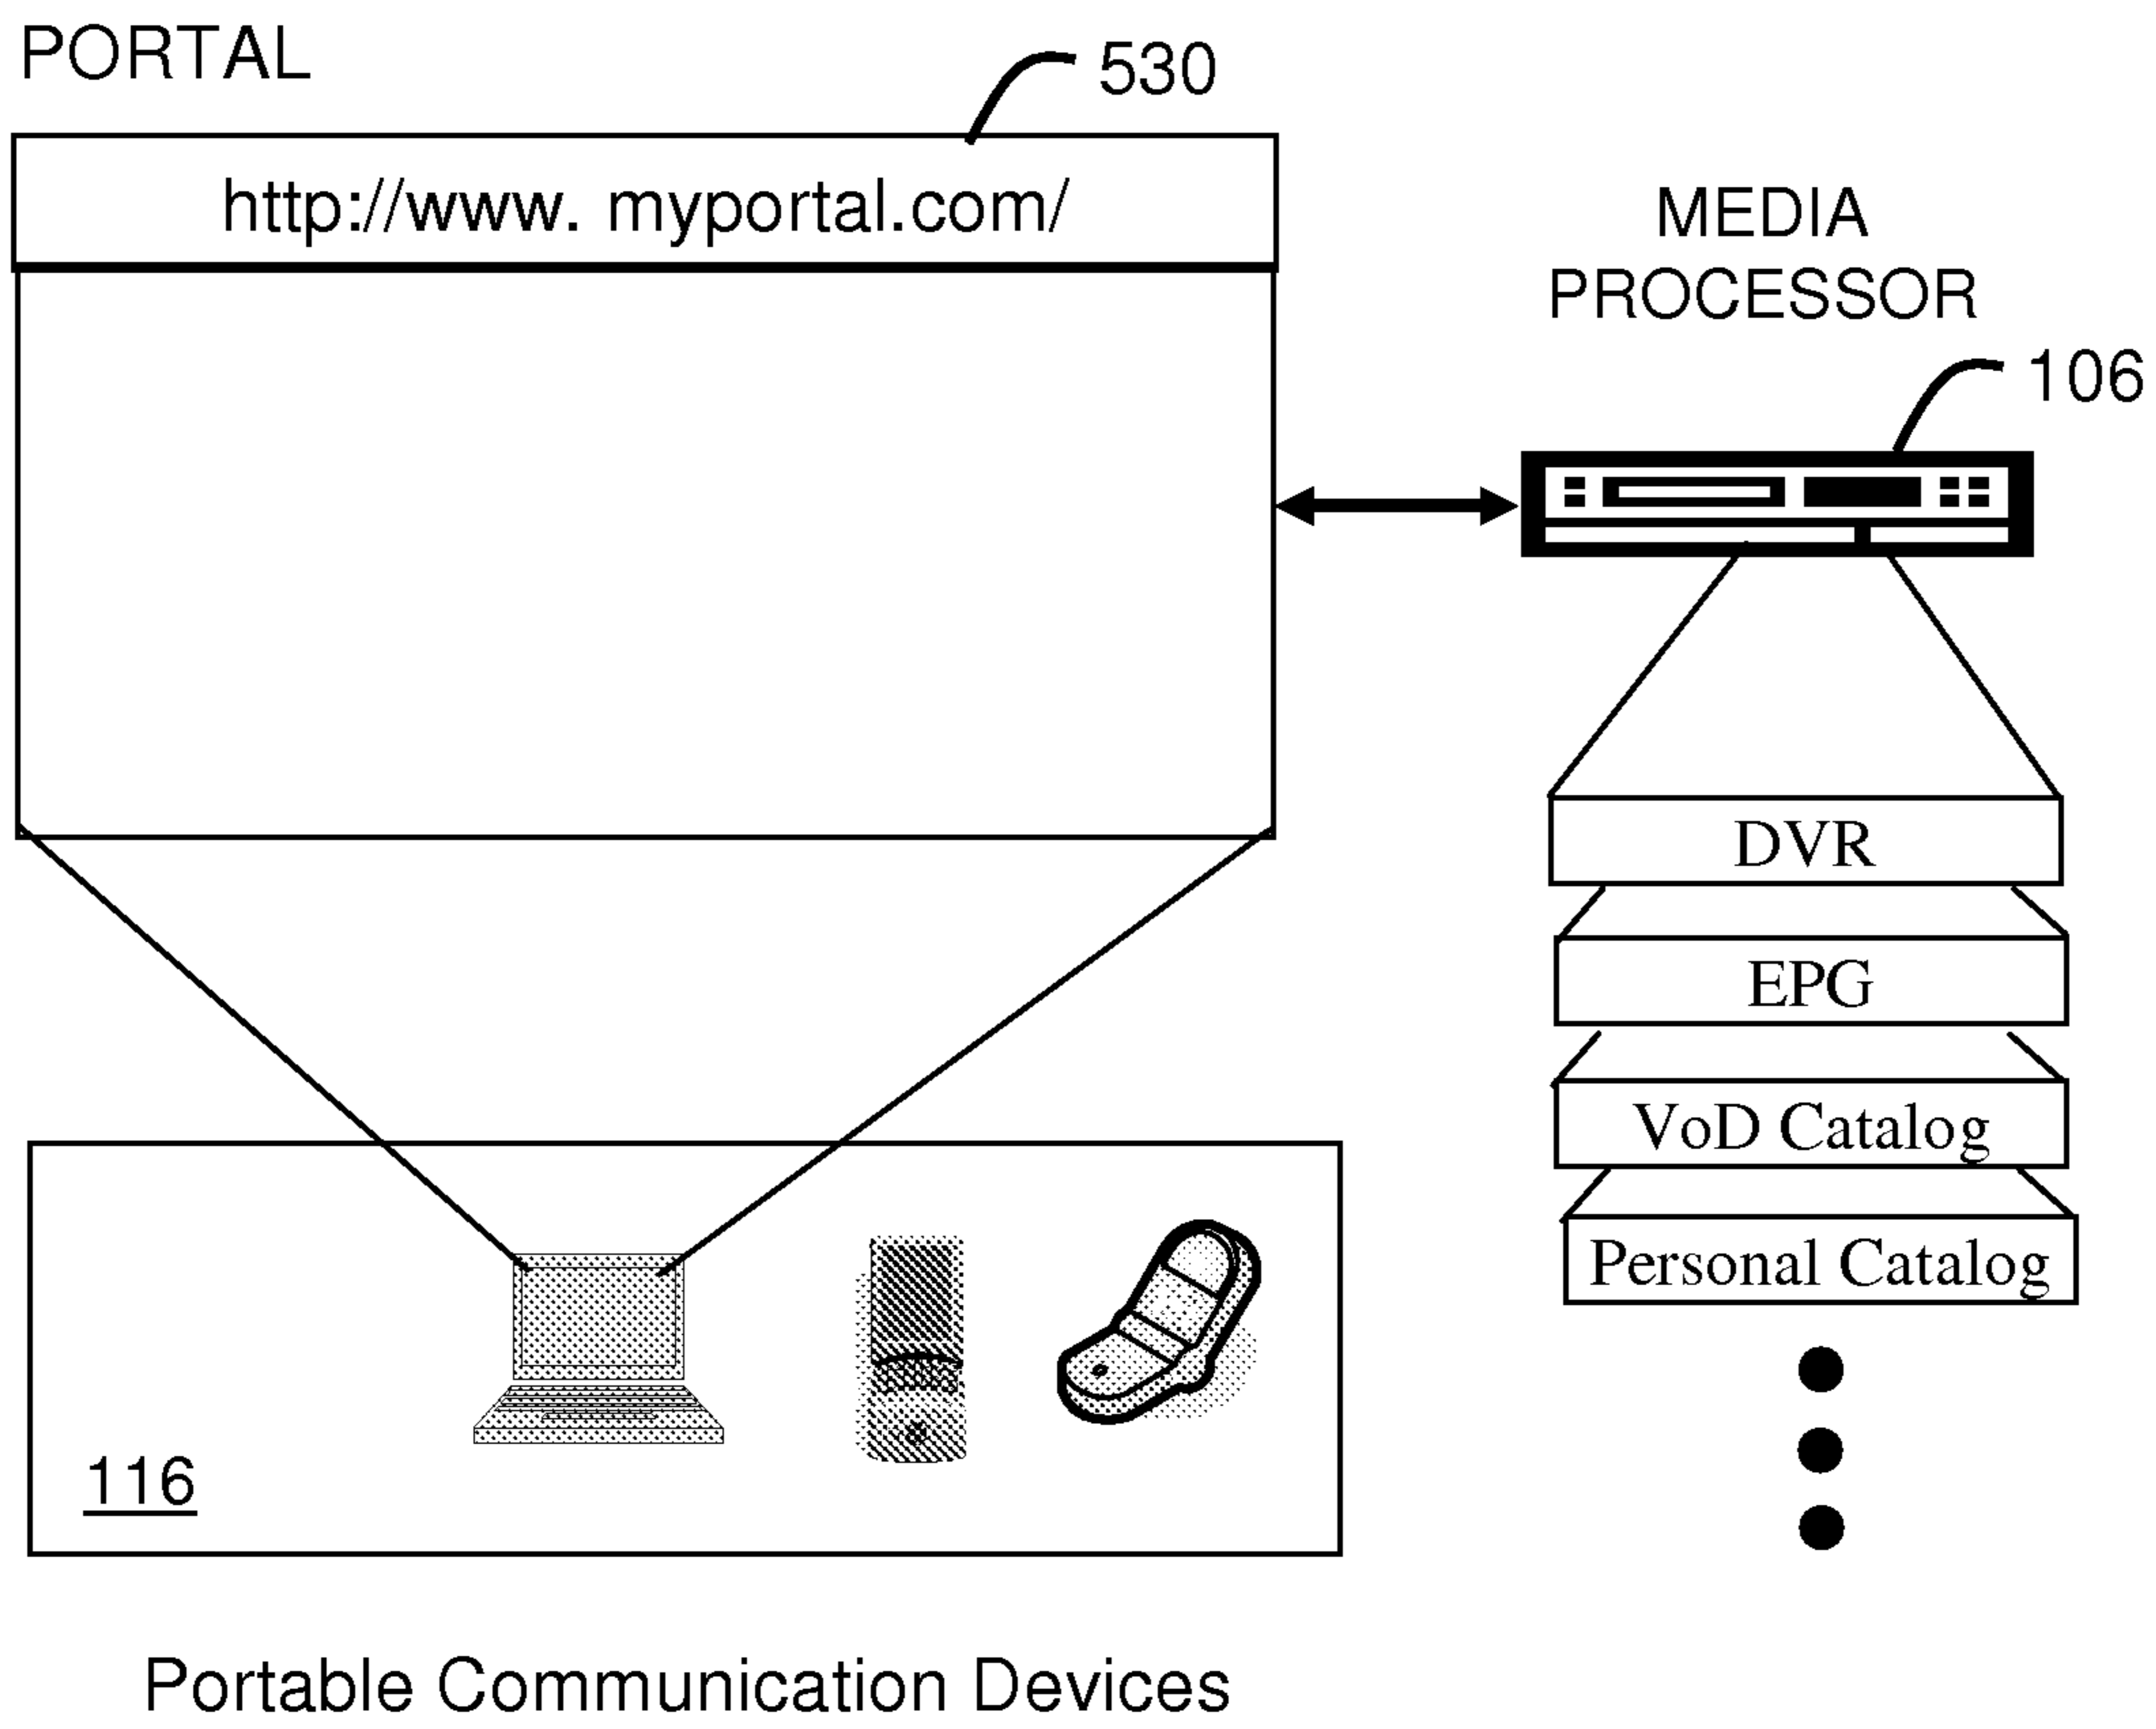 PORTAL
530
http://www. myportal.com/
MEDIA
PROCESSOR
106
DVR
EPG
VoD Catalog
Personal Catalog
116
Portable Communication Devices